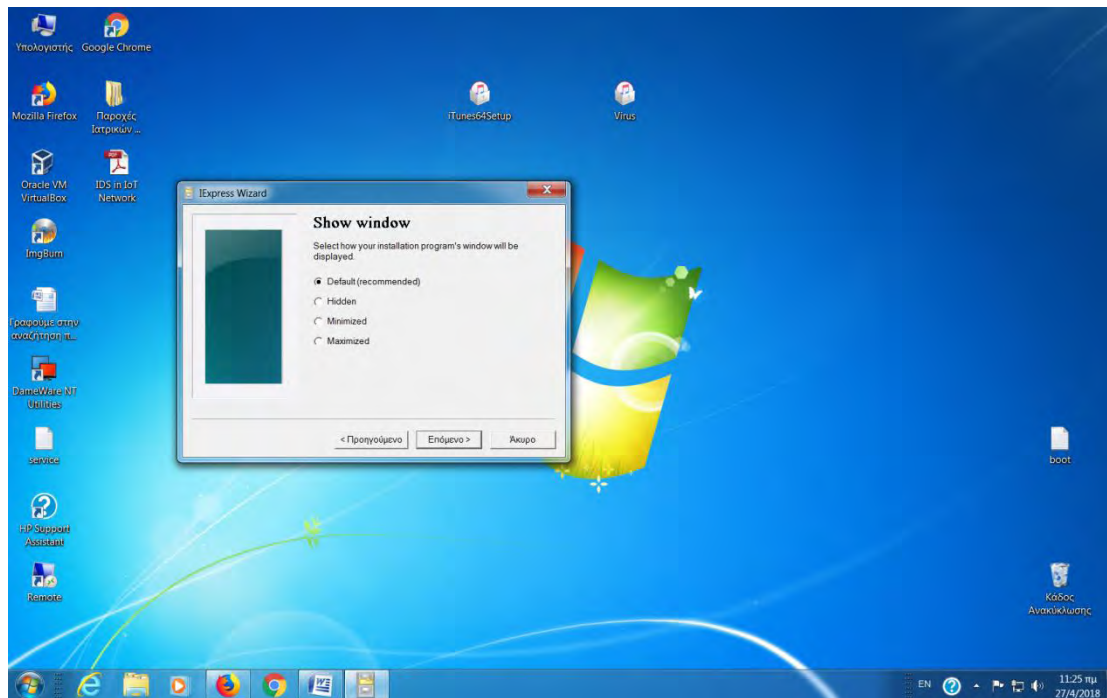 Υπολογιστής
Google Chrome
Mozilla Firefox
Παροχές
Ιατρικών ...
iTunes64Setup
Virus
Oracle VM
VirtualBox
IDS in IoT
Network
ImgBurn
Γραφουμε στην
αναζήτηση π...
DameWare NT
Utilities
service
HP Support
Assistant
Remote
IExpress Wizard
Show window
Select how your installation program's window will be
displayed.
Default (recommended)
Hidden
Minimized
Maximized
< Προηγούμενο
Επόμενο >
Άκυρο
boot
Κάδος
Ανακύκλωσης
EN
11:25 πμ
27/4/2018